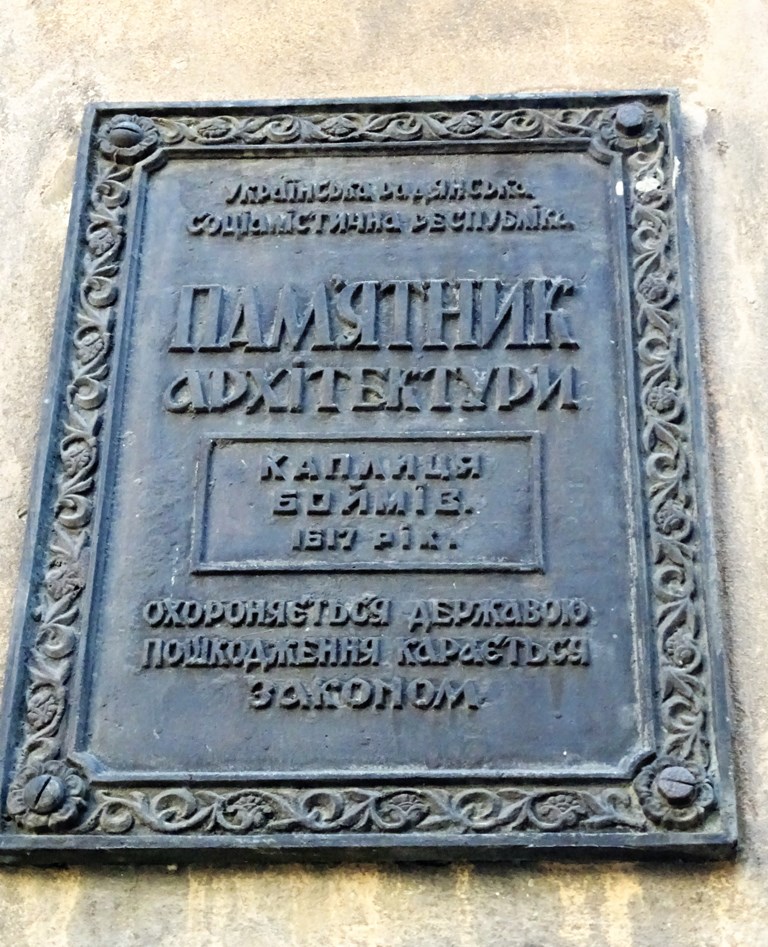 Українська радянська
соціалістична республіка
ПАМ'ЯТНИК
архітектури
КАПЛИЦЯ
БОЙМІВ.
1617 рік.
охороняється державою
пошкодження карається
законом